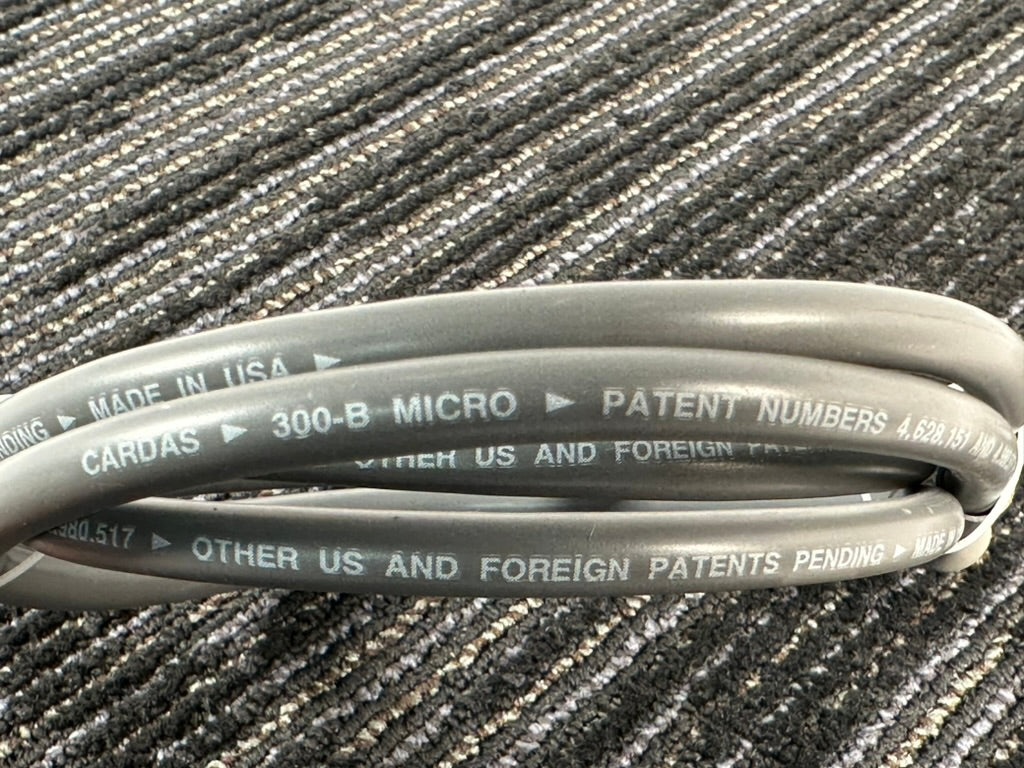 MADE IN USA
CARDAS ▸ 300-B MICRO ▸ PATENT NUMBERS 4,628,151 AND
OTHER US AND FOREIGN
980,517 ▸ OTHER US AND FOREIGN PATENTS PENDING ▸ MADE IN